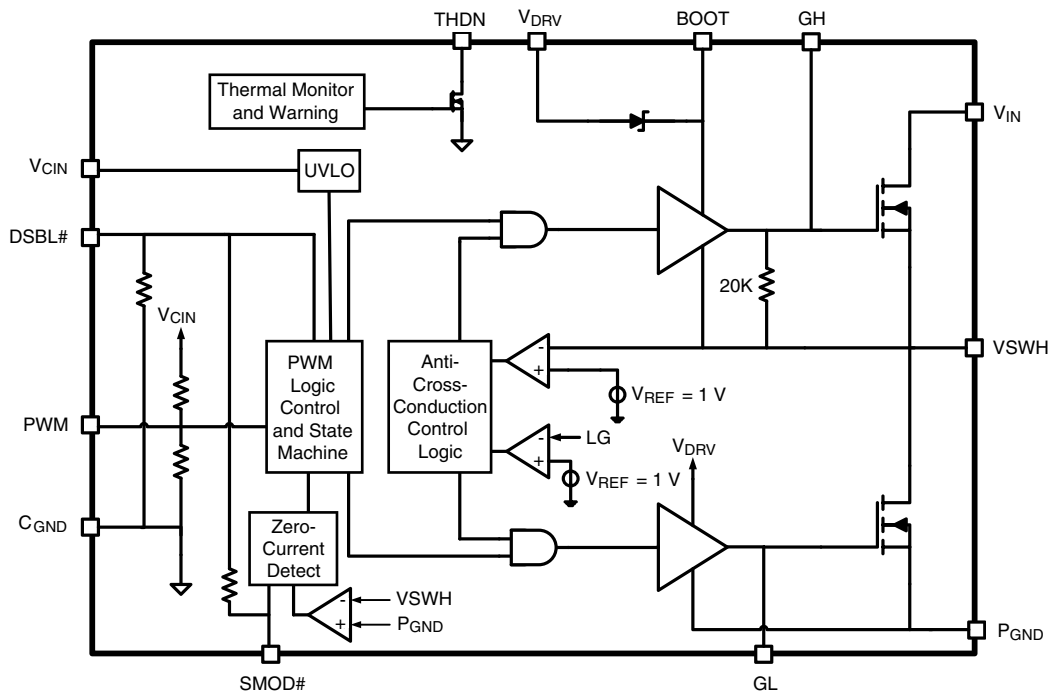 THDN
VDRV
BOOT
GH
Thermal Monitor
and Warning
VIN
VCIN
UVLO
DSBL#
20K
VCIN
VSWH
PWM
Logic
Control
and State
Machine
Anti-
Cross-
Conduction
Control
Logic
-
+
VREF = 1 V
PWM
-
+
LG
VREF = 1 V
VDRV
CGND
Zero-
Current
Detect
-
+
VSWH
PGND
PGND
SMOD#
GL